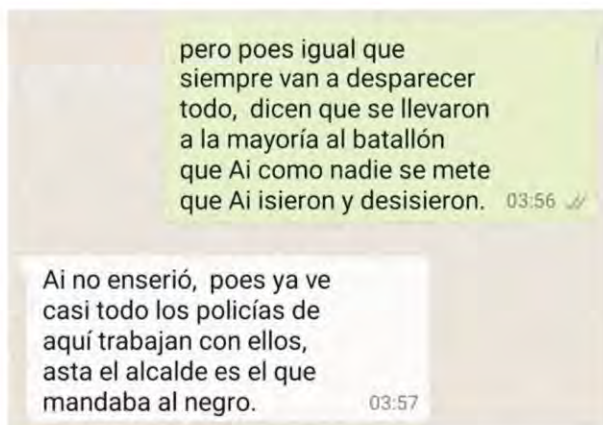 pero poes igual que
siempre van a desparecer
todo, dicen que se llevaron
a la mayoría al batallón
que Ai como nadie se mete
que Ai isieron y desisieron. 03:56
Ai no enserió, poes ya ve
casi todo los policías de
aquí trabajan con ellos,
asta el alcalde es el que
mandaba al negro. 03:57